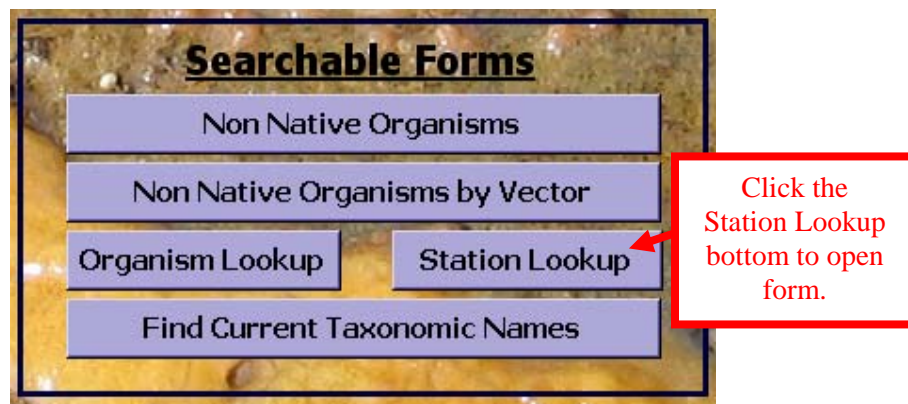 Searchable Forms
Non Native Organisms
Non Native Organisms by Vector
Organism Lookup
Station Lookup
Find Current Taxonomic Names
Click the
Station Lookup
bottom to open
form.